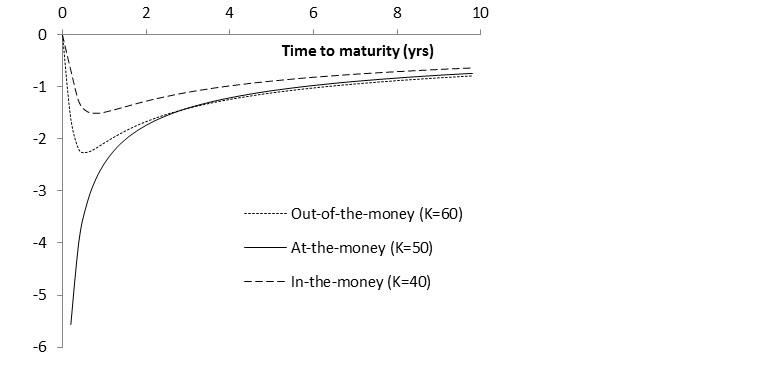 0 2 4 6 8 10
0
Time to maturity (yrs)
-1
-2
-3
Out-of-the-money (K=60)
-4
At-the-money (K=50)
In-the-money (K=40)
-5
-6